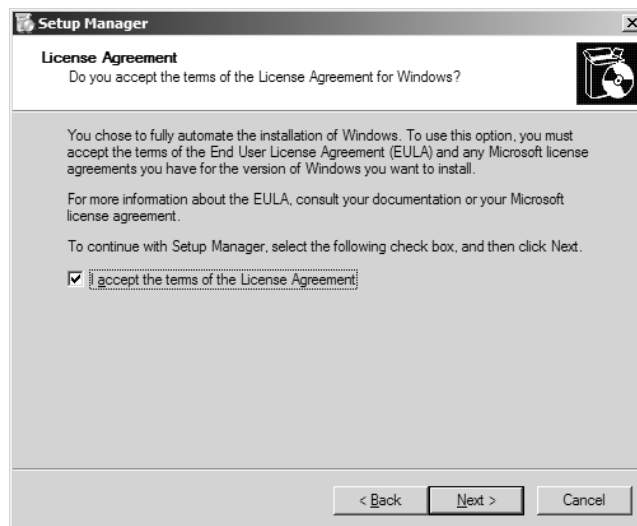 Setup Manager
License Agreement
Do you accept the terms of the License Agreement for Windows?
You chose to fully automate the installation of Windows. To use this option, you must
accept the terms of the End User License Agreement (EULA) and any Microsoft license
agreements you have for the version of Windows you want to install.
For more information about the EULA, consult your documentation or your Microsoft
license agreement.
To continue with Setup Manager, select the following check box, and then click Next.
I accept the terms of the License Agreement
< Back Next > Cancel